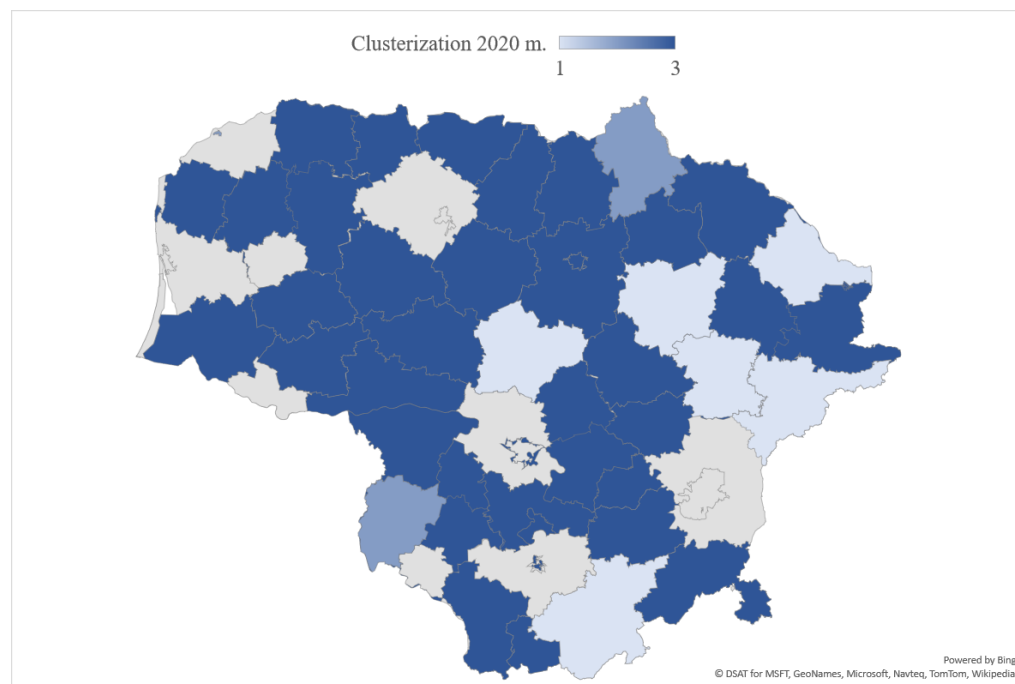 Clusterization 2020 m.
1 3
Powered by Bing
© DSAT for MSFT, GeoNames, Microsoft, Navteq, TomTom, Wikipedia